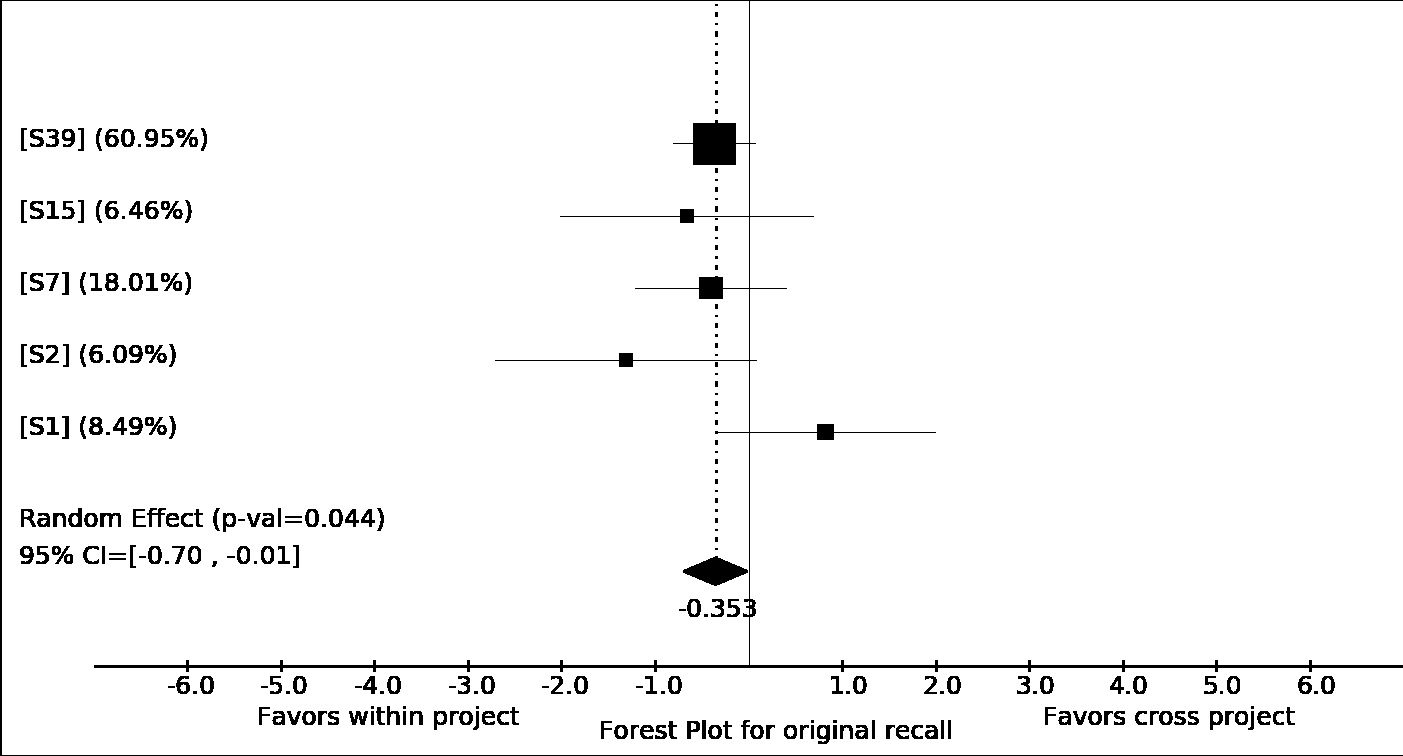 [S39] (60.95%)
[S15] (6.46%)
[S7] (18.01%)
[S2] (6.09%)
[S1] (8.49%)
Random Effect (p-val=0.044)
95% CI=[-0.70 , -0.01]
-0.353
-6.0 -5.0 -4.0 -3.0 -2.0 -1.0 1.0 2.0 3.0 4.0 5.0 6.0
Favors within project Favors cross project
Forest Plot for original recall